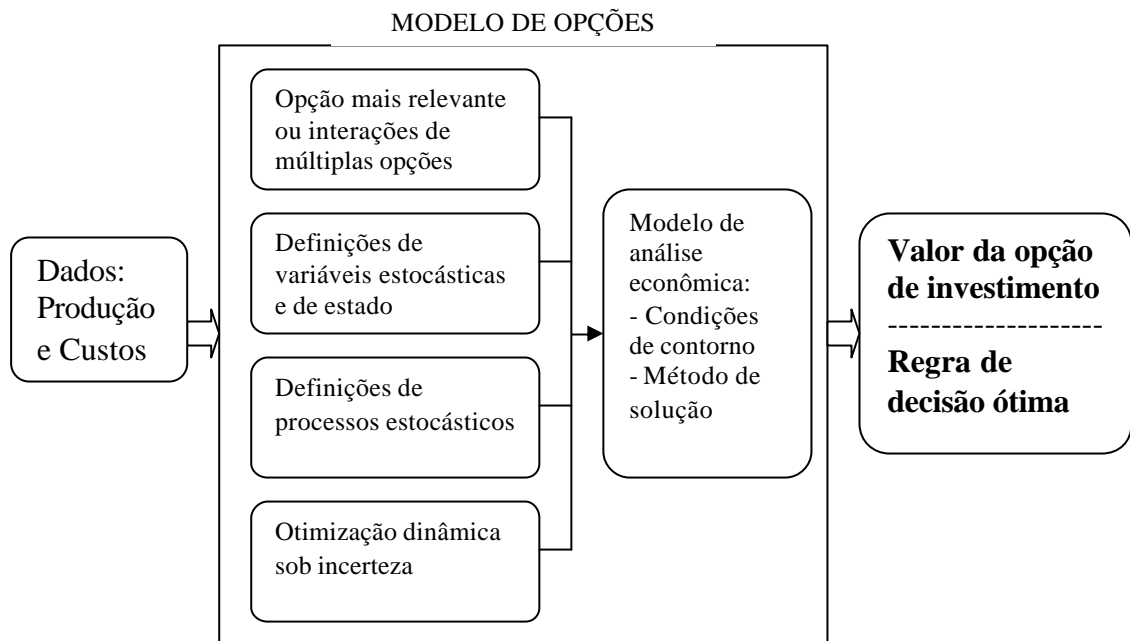 MODELO DE OPÇÕES
Dados:
Produção
e Custos
Opção mais relevante
ou interações de
múltiplas opções
Definições de
variáveis estocásticas
e de estado
Definições de
processos estocásticos
Otimização dinâmica
sob incerteza
Modelo de
análise
econômica:
- Condições
de contorno
- Método de
solução
Valor da opção
de investimento
--------------------
Regra de
decisão ótima